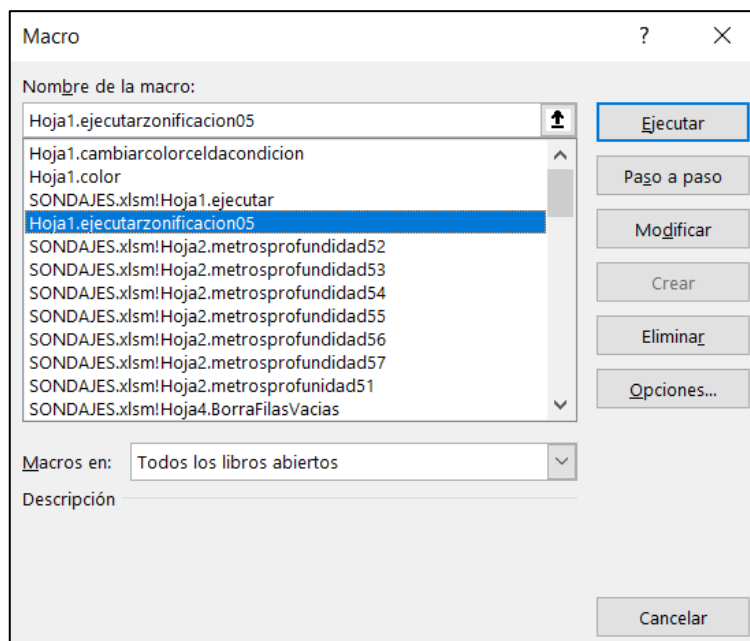 Macro
?
Nombre de la macro:
Hoja1.ejecutarzonificacion05
Ejecutar
Hoja1.cambiarcolorceldacondicion
Hoja1.color
Paso a paso
SONDAJES.xlsm!Hoja1.ejecutar
Hoja1.ejecutarzonificacion05
Modificar
SONDAJES.xlsm!Hoja2.metrosprofundidad52
SONDAJES.xlsm!Hoja2.metrosprofundidad53
SONDAJES.xlsm!Hoja2.metrosprofundidad54
Crear
SONDAJES.xlsm!Hoja2.metrosprofundidad55
SONDAJES.xlsm!Hoja2.metrosprofundidad56
Eliminar
SONDAJES.xlsm!Hoja2.metrosprofundidad57
SONDAJES.xlsm!Hoja2.metrosprofunidad51
Opciones...
SONDAJES.xlsm!Hoja4.BorraFilasVacias
Macros en: Todos los libros abiertos
Descripción
Cancelar